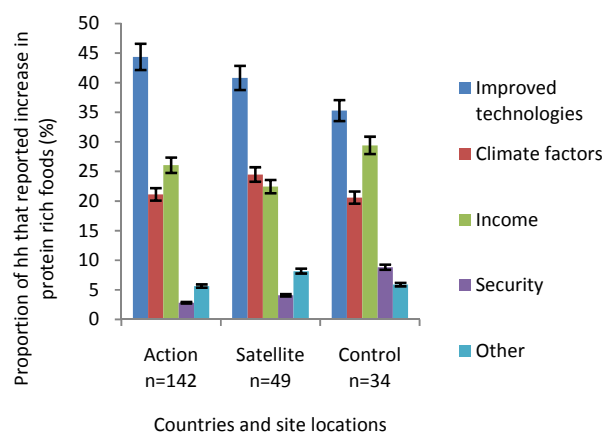 Proportion of hh that reported increase in
protein rich foods (%)
50
45
40
35
30
25
20
15
10
5
0
Action
n=142
Satellite
n=49
Control
n=34
Countries and site locations
Improved
technologies
Climate factors
Income
Security
Other